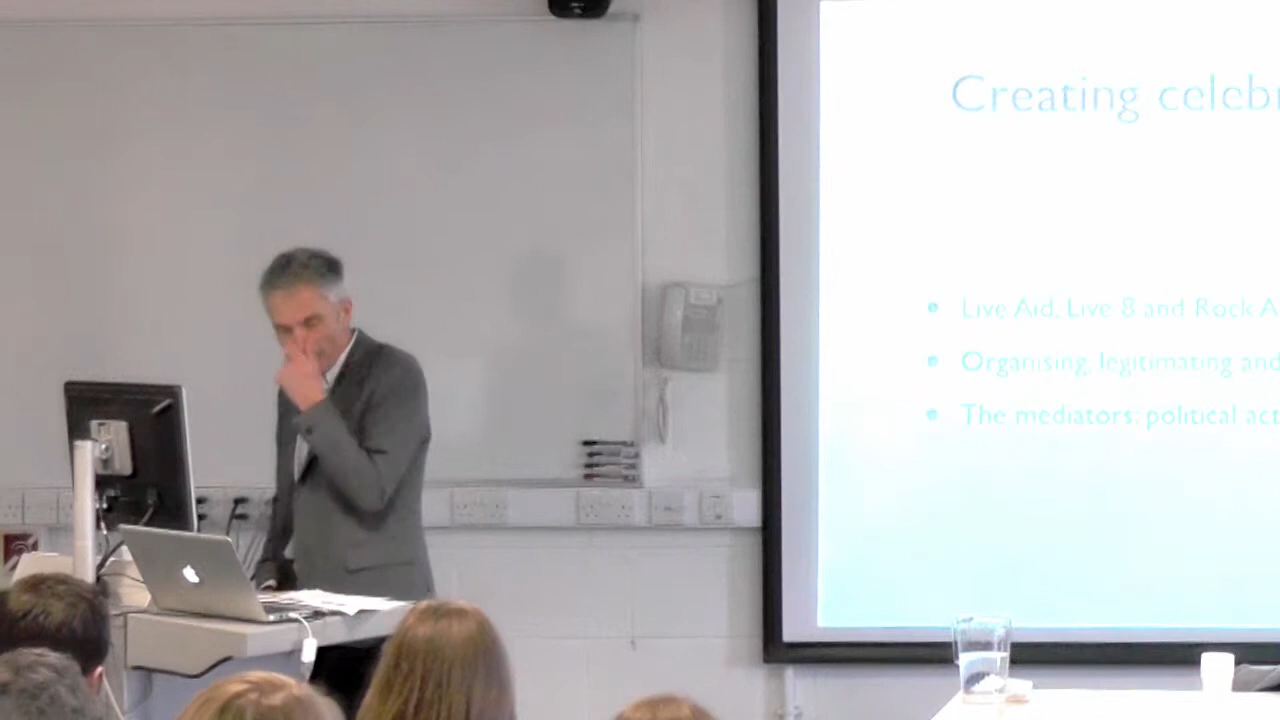 Creating celebr
• Live Aid, Live 8 and Rock A
• Organising, legitimating and
• The mediators: political act